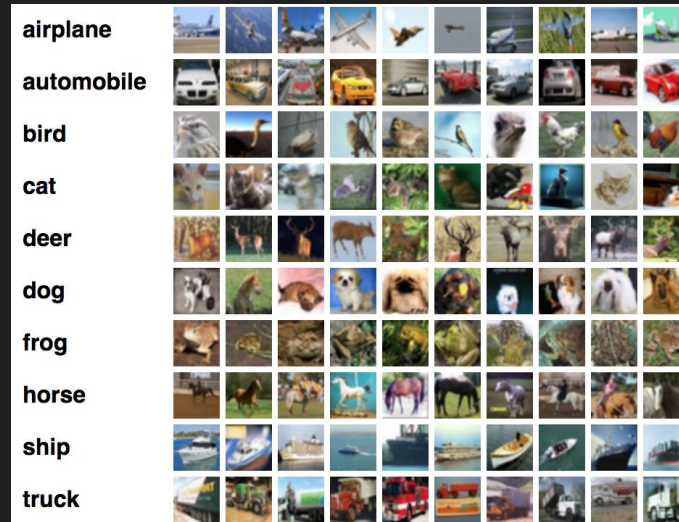 airplane
automobile
bird
cat
deer
dog
frog
horse
ship
truck